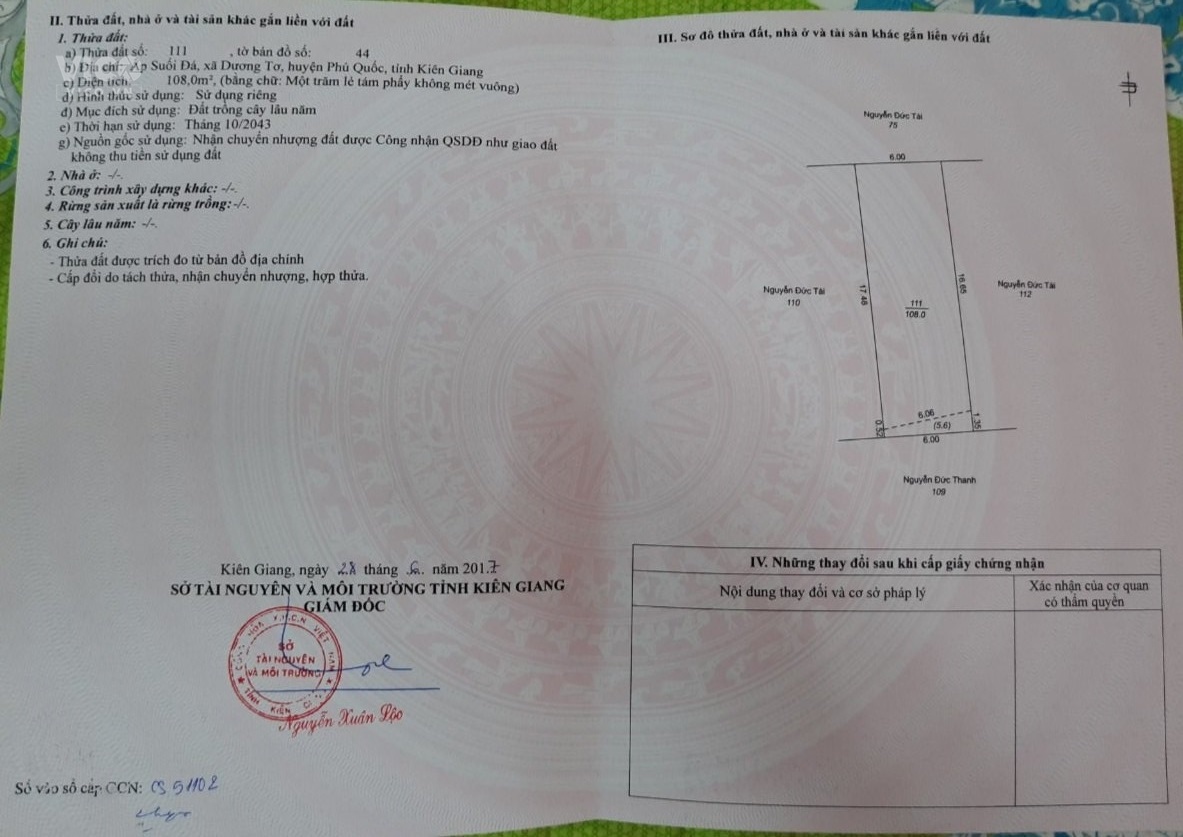 II. Thửa đất, nhà ở và tài sản khác gắn liền với đất
1. Thửa đất:
a) Thửa đất số: 111 , tờ bản đồ số: 44
b) Địa chỉ: Ấp Suối Đá, xã Dương Tơ, huyện Phú Quốc, tỉnh Kiên Giang
c) Diện tích: 108,0m², (bằng chữ: Một trăm lẻ tám phẩy không mét vuông)
d) Hình thức sử dụng: Sử dụng riêng
đ) Mục đích sử dụng: Đất trồng cây lâu năm
e) Thời hạn sử dụng: Tháng 10/2043
g) Nguồn gốc sử dụng: Nhận chuyển nhượng đất được Công nhận QSDĐ như giao đất
không thu tiền sử dụng đất
2. Nhà ở: -/-.
3. Công trình xây dựng khác: -/-.
4. Rừng sản xuất là rừng trồng: -/-.
5. Cây lâu năm: -/-.
6. Ghi chú:
- Thửa đất được trích đo từ bản đồ địa chính
- Cấp đổi do tách thửa, nhận chuyển nhượng, hợp thửa.
Kiên Giang, ngày 28 tháng 6. năm 2017
SỞ TÀI NGUYÊN VÀ MÔI TRƯỜNG TỈNH KIÊN GIANG
GIÁM ĐỐC
SỞ
TÀI NGUYÊN
VÀ MÔI TRƯỜNG
Nguyễn Xuân Lộc
Số vào sổ cấp GCN: CS 51102
III. Sơ đồ thửa đất, nhà ở và tài sản khác gắn liền với đất
Nguyễn Đức Tài
75
6.00
17.48
16.65
Nguyễn Đức Tài
110
111
108.0
Nguyễn Đức Tài
112
6.06
(5.6)
0.52
1.35
6.00
Nguyễn Đức Thanh
109
IV. Những thay đổi sau khi cấp giấy chứng nhận
Nội dung thay đổi và cơ sở pháp lý
Xác nhận của cơ quan
có thẩm quyền